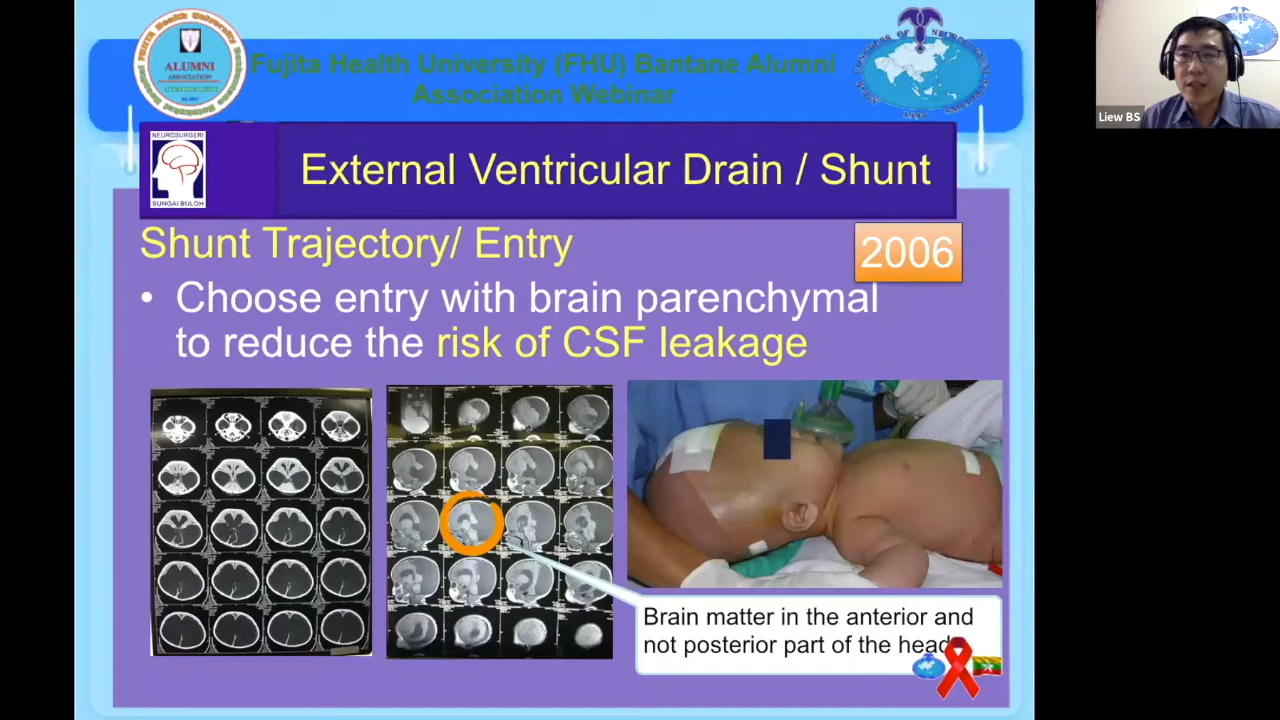 Fujita Health University (FHU) Bantane Alumni
Association Webinar
ALUMNI
ASSOCIATION
NEUROSURGERI
SUNGAI BULOH
External Ventricular Drain / Shunt
Shunt Trajectory/ Entry
2006
• Choose entry with brain parenchymal
to reduce the risk of CSF leakage
Brain matter in the anterior and
not posterior part of the head
Liew BS